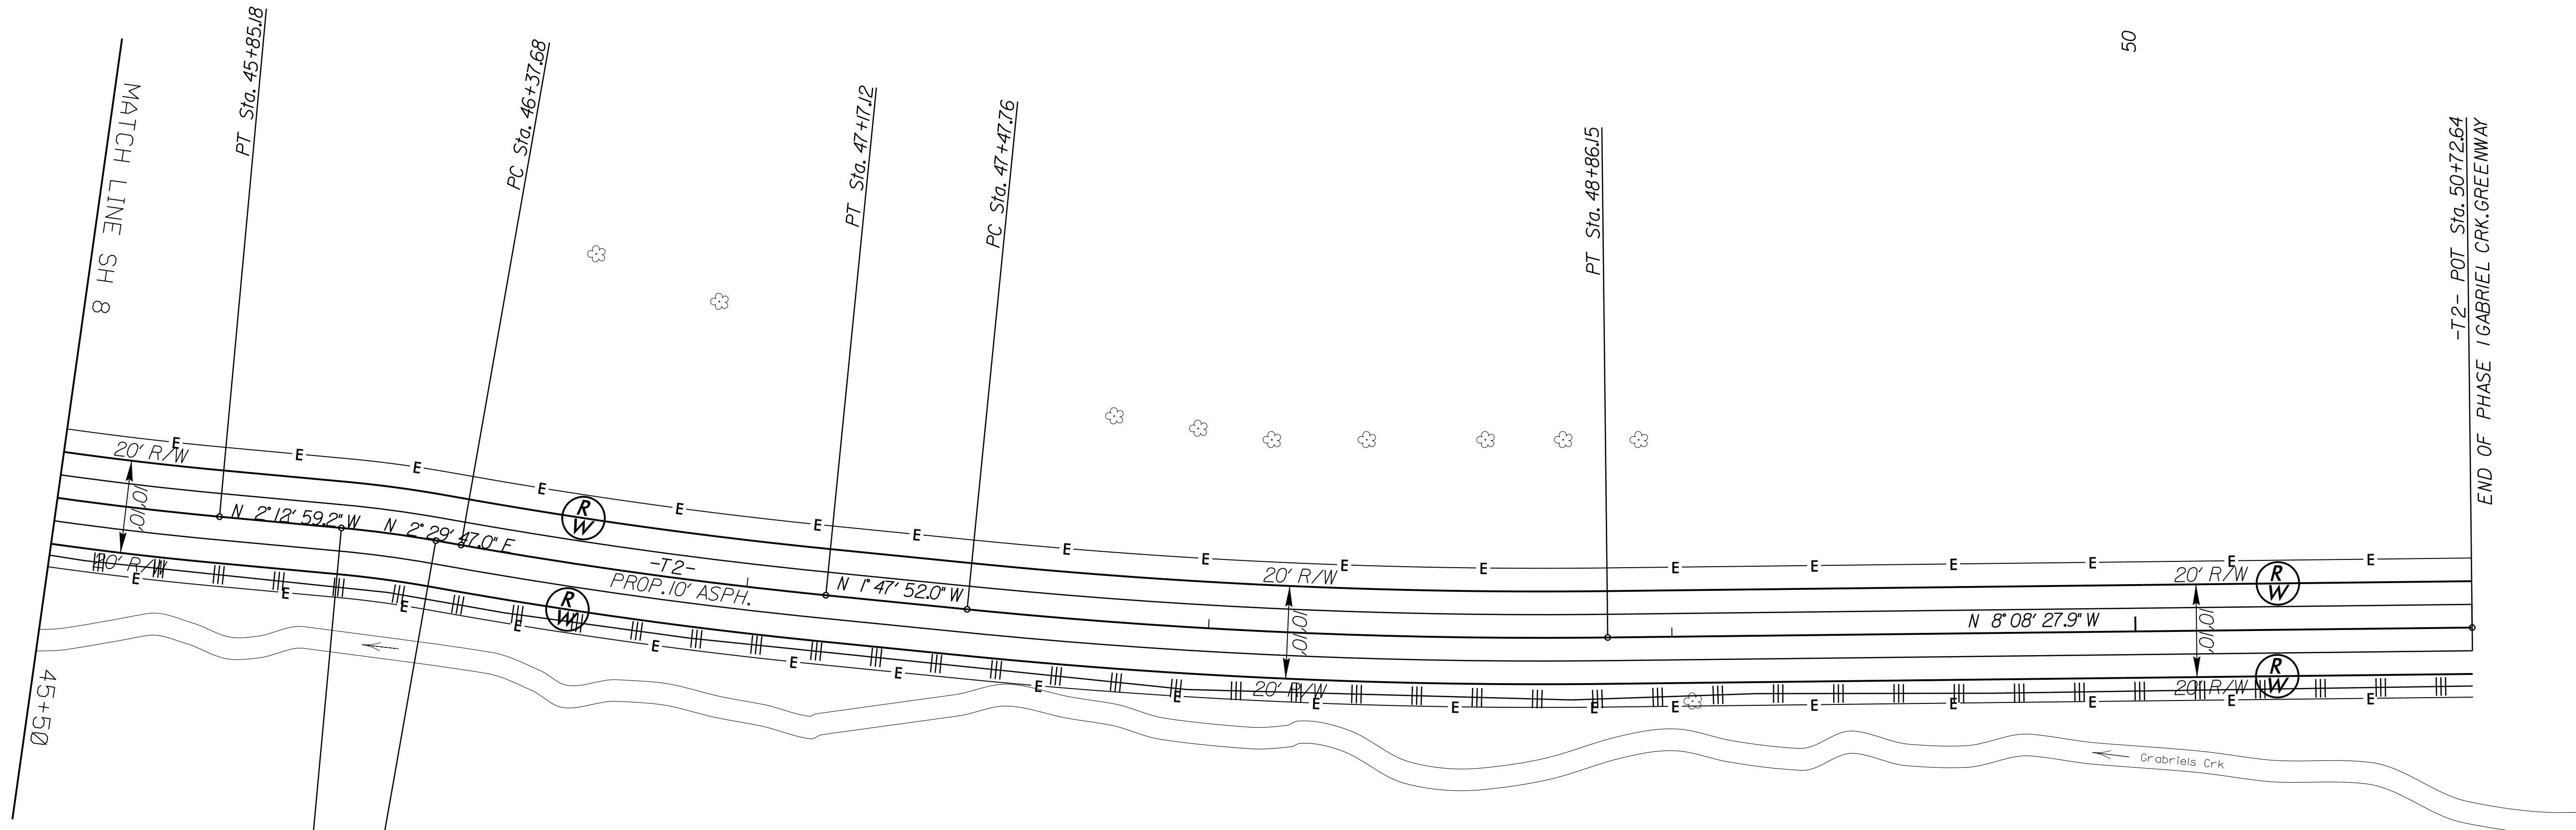 MATCH LINE SH 8
45+50
PT Sta. 45+85.18
PC Sta. 46+37.68
PT Sta. 47+17.12
PC Sta. 47+47.76
PT Sta. 48+86.15
50
-T2- POT Sta. 50+72.64
END OF PHASE 1 GABRIEL CRK. GREENWAY
E E E E E E E E E E E E E E E E E
20' R/W
10' 10'
20' R/W
N 2° 12' 59.2" W
N 2° 29' 47.0" E
R W
-T2-
PROP. 10' ASPH.
R W
N 1° 47' 52.0" W
20' R/W
10' 10'
20' R/W
N 8° 08' 27.9" W
20' R/W
R W
10' 10'
20' R/W
R W
E E E E E E E E E E E E E E E E E
Grabriels Crk